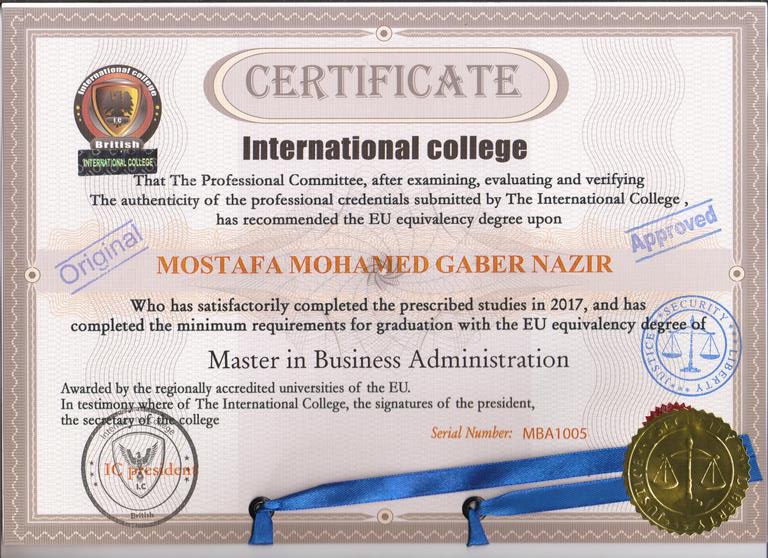 CERTIFICATE
International college
British
INTERNATIONAL COLLEGE
International college
That The Professional Committee, after examining, evaluating and verifying
The authenticity of the professional credentials submitted by The International College ,
has recommended the EU equivalency degree upon
Original
Approved
MOSTAFA MOHAMED GABER NAZIR
Who has satisfactorily completed the prescribed studies in 2017, and has
completed the minimum requirements for graduation with the EU equivalency degree of
SECURITY
JUSTICE
LIBERTY
Master in Business Administration
Awarded by the regionally accredited universities of the EU.
In testimony where of The International College, the signatures of the president,
the secretary of the college
Serial Number: MBA1005
IC president
I.C
British